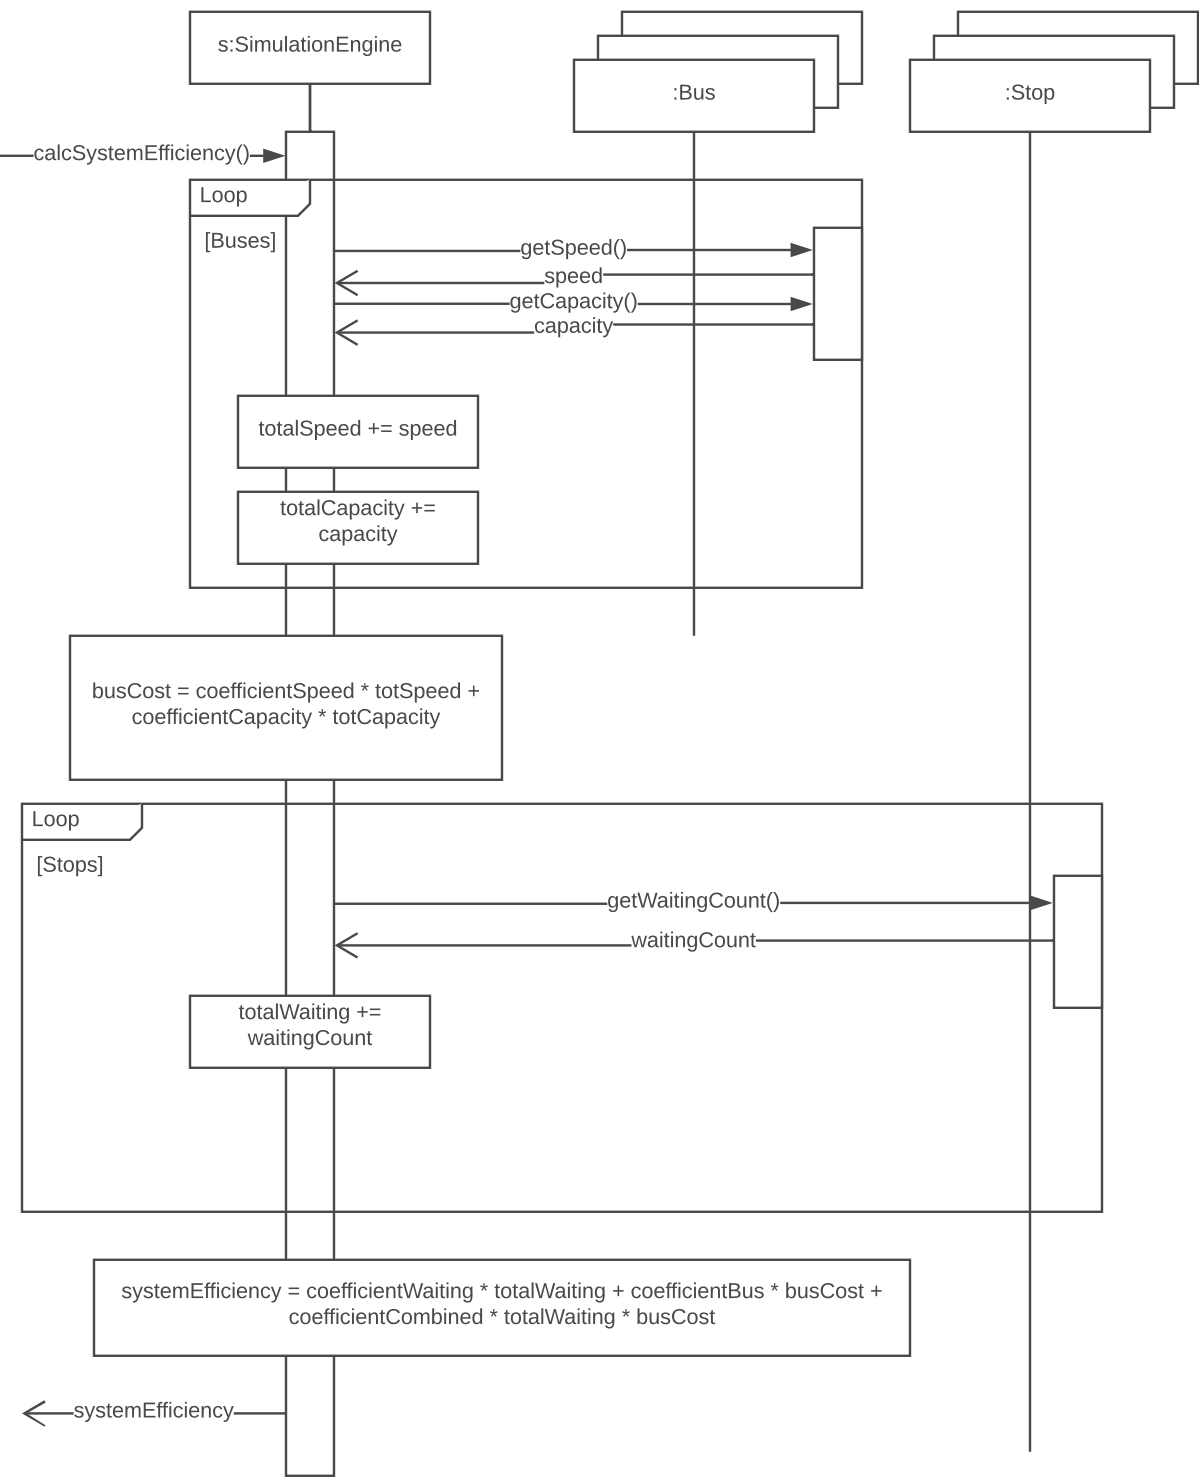 s:SimulationEngine
:Bus
:Stop
calcSystemEfficiency()
Loop
[Buses]
getSpeed()
speed
getCapacity()
capacity
totalSpeed += speed
totalCapacity +=
capacity
busCost = coefficientSpeed * totSpeed +
coefficientCapacity * totCapacity
Loop
[Stops]
getWaitingCount()
waitingCount
totalWaiting +=
waitingCount
systemEfficiency = coefficientWaiting * totalWaiting + coefficientBus * busCost +
coefficientCombined * totalWaiting * busCost
systemEfficiency